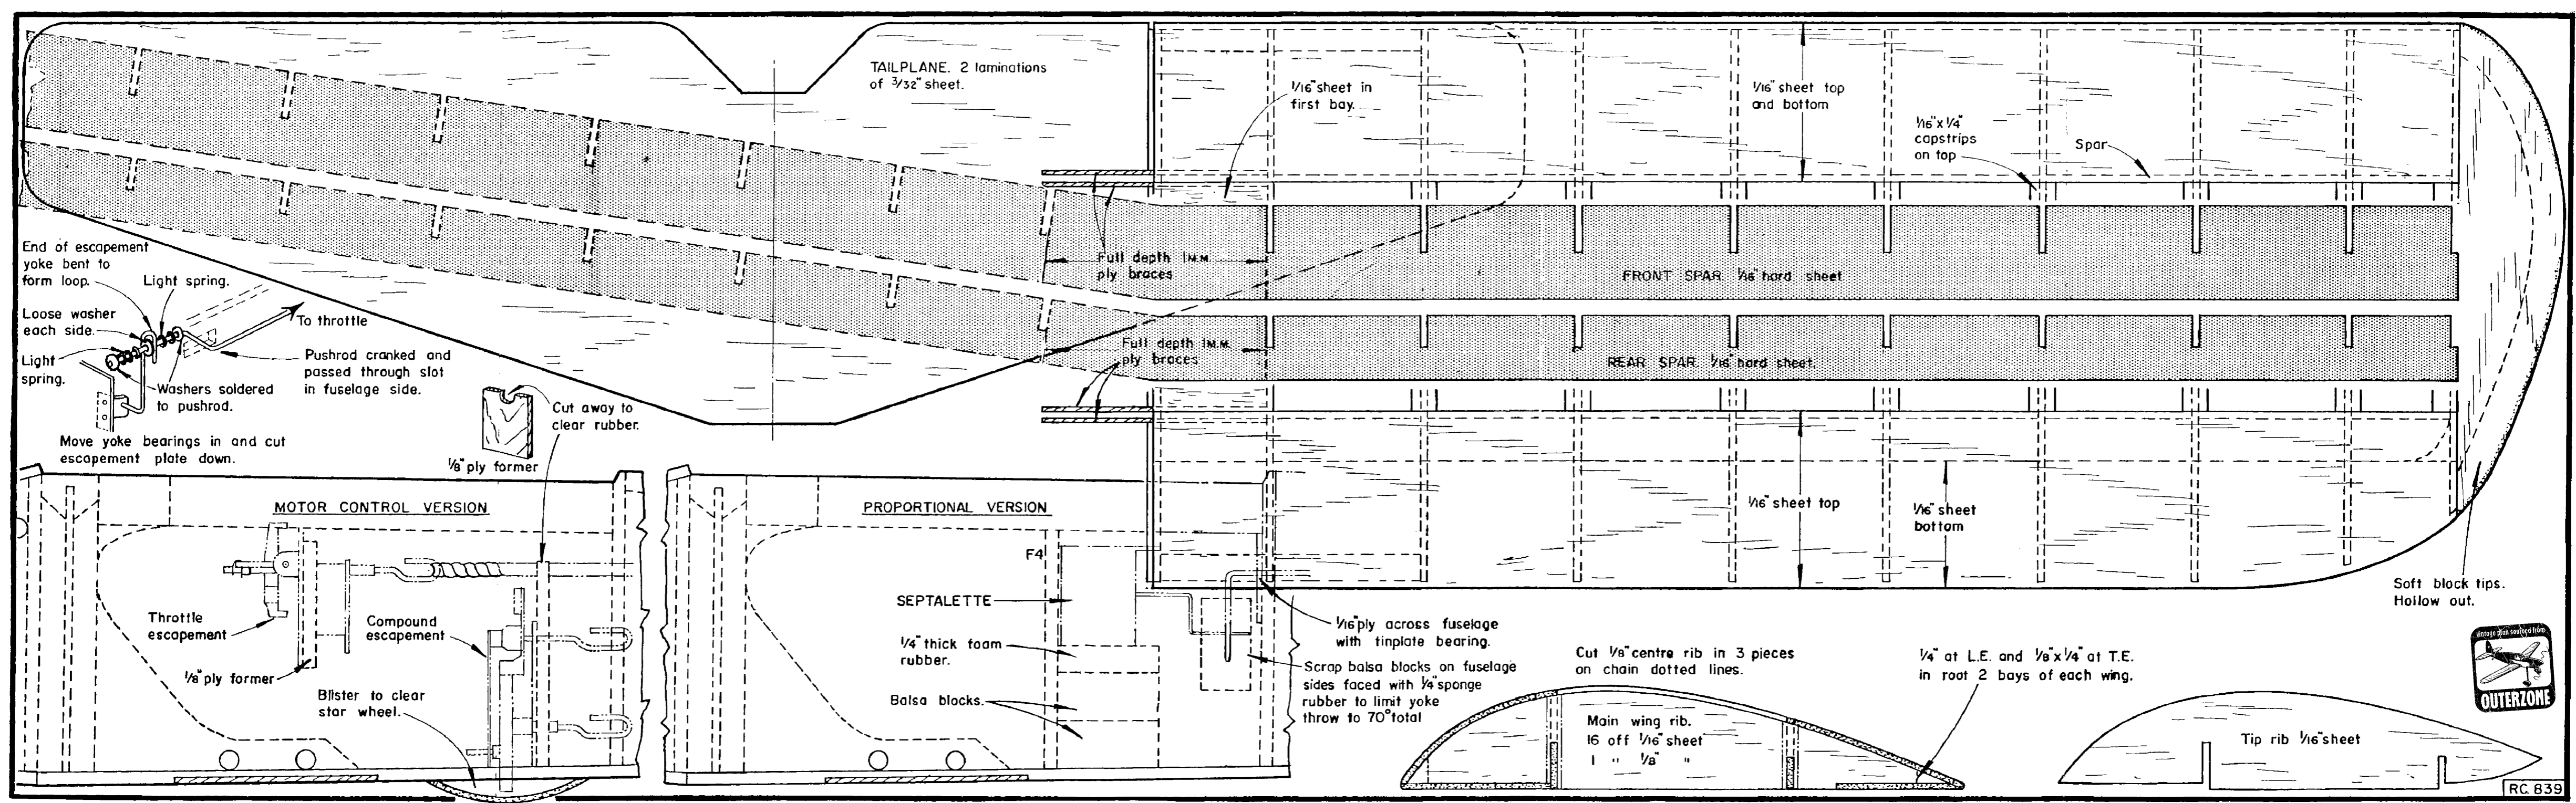 TAILPLANE. 2 laminations
of 3/32" sheet.
1/16" sheet in
first bay.
1/16" sheet top
and bottom
1/16" x 1/4"
capstrips
on top
Spar
End of escapement
yoke bent to
form loop.
Light spring.
Loose washer
each side.
To throttle
Light
spring.
Pushrod cranked and
passed through slot
in fuselage side.
Washers soldered
to pushrod.
Move yoke bearings in and cut
escapement plate down.
Cut away to
clear rubber.
1/8" ply former
Full depth 1M.M.
ply braces
FRONT SPAR. 1/16" hard sheet
Full depth 1M.M.
ply braces
REAR SPAR. 1/16" hard sheet.
1/16" sheet top
1/16" sheet
bottom
Soft block tips.
Hollow out.
MOTOR CONTROL VERSION
Throttle
escapement
1/8" ply former
Compound
escapement
Blister to clear
star wheel.
PROPORTIONAL VERSION
F4
SEPTALETTE
1/4" thick foam
rubber.
Balsa blocks.
1/16" ply across fuselage
with tinplate bearing.
Scrap balsa blocks on fuselage
sides faced with 1/4" sponge
rubber to limit yoke
throw to 70° total
Cut 1/8" centre rib in 3 pieces
on chain dotted lines.
1/4" at L.E. and 1/8" x 1/4" at T.E.
in root 2 bays of each wing.
Main wing rib.
16 off 1/16" sheet
1 " 1/8" "
Tip rib 1/16" sheet
vintage plan sourced from
OUTERZONE
RC 839